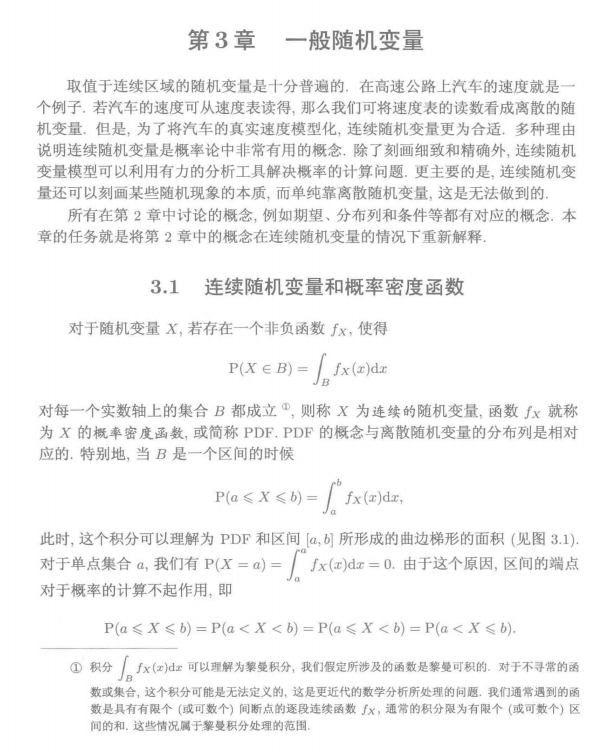 第3章 一般随机变量
取值于连续区域的随机变量是十分普遍的. 在高速公路上汽车的速度就是一
个例子. 若汽车的速度可从速度表读得, 那么我们可将速度表的读数看成离散的随
机变量. 但是, 为了将汽车的真实速度模型化, 连续随机变量更为合适. 多种理由
说明连续随机变量是概率论中非常有用的概念. 除了刻画细致和精确外, 连续随机
变量模型可以利用有力的分析工具解决概率的计算问题. 更主要的是, 连续随机变
量还可以刻画某些随机现象的本质, 而单纯靠离散随机变量, 这是无法做到的.
所有在第 2 章中讨论的概念, 例如期望、分布列和条件等都有对应的概念. 本
章的任务就是将第 2 章中的概念在连续随机变量的情况下重新解释.
3.1 连续随机变量和概率密度函数
对于随机变量 X, 若存在一个非负函数 f_X, 使得
P(X ∈ B) = ∫_B f_X(x)dx
对每一个实数轴上的集合 B 都成立 ①, 则称 X 为连续的随机变量, 函数 f_X 就称
为 X 的概率密度函数, 或简称 PDF. PDF 的概念与离散随机变量的分布列是相对
应的. 特别地, 当 B 是一个区间的时候
P(a ⩽ X ⩽ b) = ∫_a^b f_X(x)dx,
此时, 这个积分可以理解为 PDF 和区间 [a, b] 所形成的曲边梯形的面积 (见图 3.1).
对于单点集合 a, 我们有 P(X = a) = ∫_a^a f_X(x)dx = 0. 由于这个原因, 区间的端点
对于概率的计算不起作用, 即
P(a ⩽ X ⩽ b) = P(a < X < b) = P(a ⩽ X < b) = P(a < X ⩽ b).
① 积分 ∫_B f_X(x)dx 可以理解为黎曼积分, 我们假定所涉及的函数是黎曼可积的. 对于不寻常的函
数或集合, 这个积分可能是无法定义的, 这是更近代的数学分析所处理的问题. 我们通常遇到的函
数是具有有限个 (或可数个) 间断点的逐段连续函数 f_X, 通常的积分限为有限个 (或可数个) 区
间的和. 这些情况属于黎曼积分处理的范围.